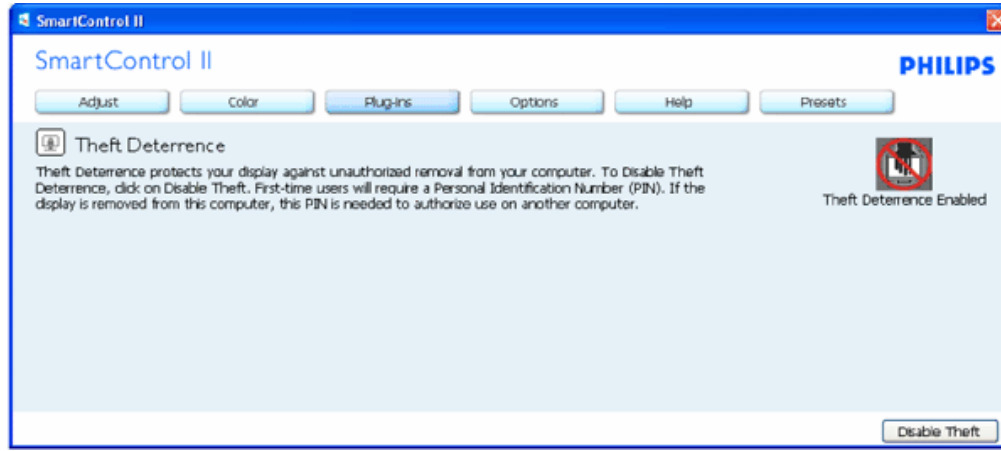 SmartControl II
SmartControl II
PHILIPS
Adjust Color Plug-Ins Options Help Presets
Theft Deterrence
Theft Deterrence protects your display against unauthorized removal from your computer. To Disable Theft
Deterrence, click on Disable Theft. First-time users will require a Personal Identification Number (PIN). If the
display is removed from this computer, this PIN is needed to authorize use on another computer.
Theft Deterrence Enabled
Disable Theft